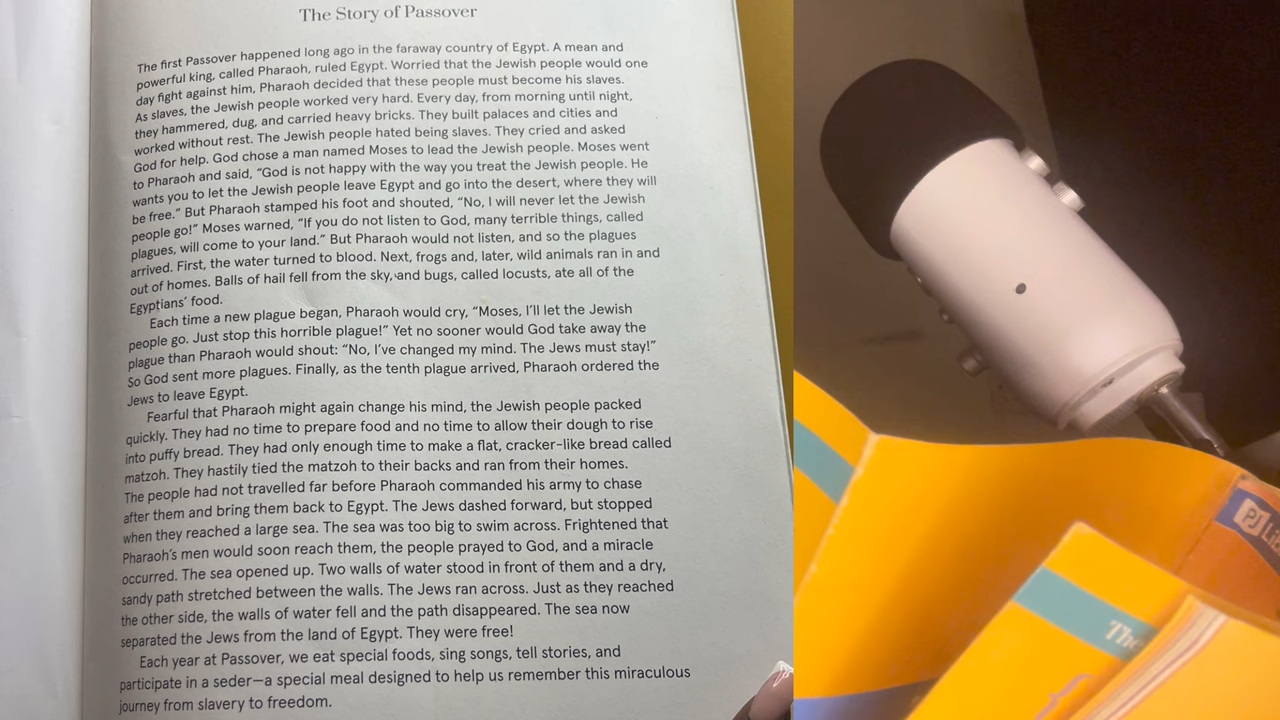 The Story of Passover
The first Passover happened long ago in the faraway country of Egypt. A mean and
powerful king, called Pharaoh, ruled Egypt. Worried that the Jewish people would one
day fight against him, Pharaoh decided that these people must become his slaves.
As slaves, the Jewish people worked very hard. Every day, from morning until night,
they hammered, dug, and carried heavy bricks. They built palaces and cities and
worked without rest. The Jewish people hated being slaves. They cried and asked
God for help. God chose a man named Moses to lead the Jewish people. Moses went
to Pharaoh and said, “God is not happy with the way you treat the Jewish people. He
wants you to let the Jewish people leave Egypt and go into the desert, where they will
be free.” But Pharaoh stamped his foot and shouted, “No, I will never let the Jewish
people go!” Moses warned, “If you do not listen to God, many terrible things, called
plagues, will come to your land.” But Pharaoh would not listen, and so the plagues
arrived. First, the water turned to blood. Next, frogs and, later, wild animals ran in and
out of homes. Balls of hail fell from the sky, and bugs, called locusts, ate all of the
Egyptians’ food.
Each time a new plague began, Pharaoh would cry, “Moses, I’ll let the Jewish
people go. Just stop this horrible plague!” Yet no sooner would God take away the
plague than Pharaoh would shout: “No, I’ve changed my mind. The Jews must stay!”
So God sent more plagues. Finally, as the tenth plague arrived, Pharaoh ordered the
Jews to leave Egypt.
Fearful that Pharaoh might again change his mind, the Jewish people packed
quickly. They had no time to prepare food and no time to allow their dough to rise
into puffy bread. They had only enough time to make a flat, cracker-like bread called
matzoh. They hastily tied the matzoh to their backs and ran from their homes.
The people had not travelled far before Pharaoh commanded his army to chase
after them and bring them back to Egypt. The Jews dashed forward, but stopped
when they reached a large sea. The sea was too big to swim across. Frightened that
Pharaoh’s men would soon reach them, the people prayed to God, and a miracle
occurred. The sea opened up. Two walls of water stood in front of them and a dry,
sandy path stretched between the walls. The Jews ran across. Just as they reached
the other side, the walls of water fell and the path disappeared. The sea now
separated the Jews from the land of Egypt. They were free!
Each year at Passover, we eat special foods, sing songs, tell stories, and
participate in a seder—a special meal designed to help us remember this miraculous
journey from slavery to freedom.
PJ
The